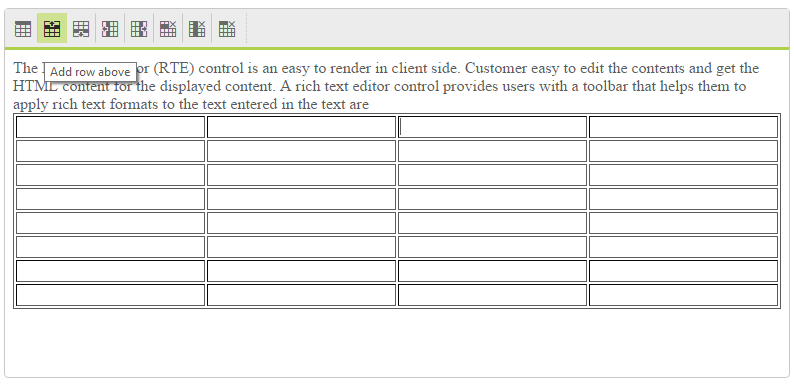 Add row above
The or (RTE) control is an easy to render in client side. Customer easy to edit the contents and get the
HTML content for the displayed content. A rich text editor control provides users with a toolbar that helps them to
apply rich text formats to the text entered in the text are